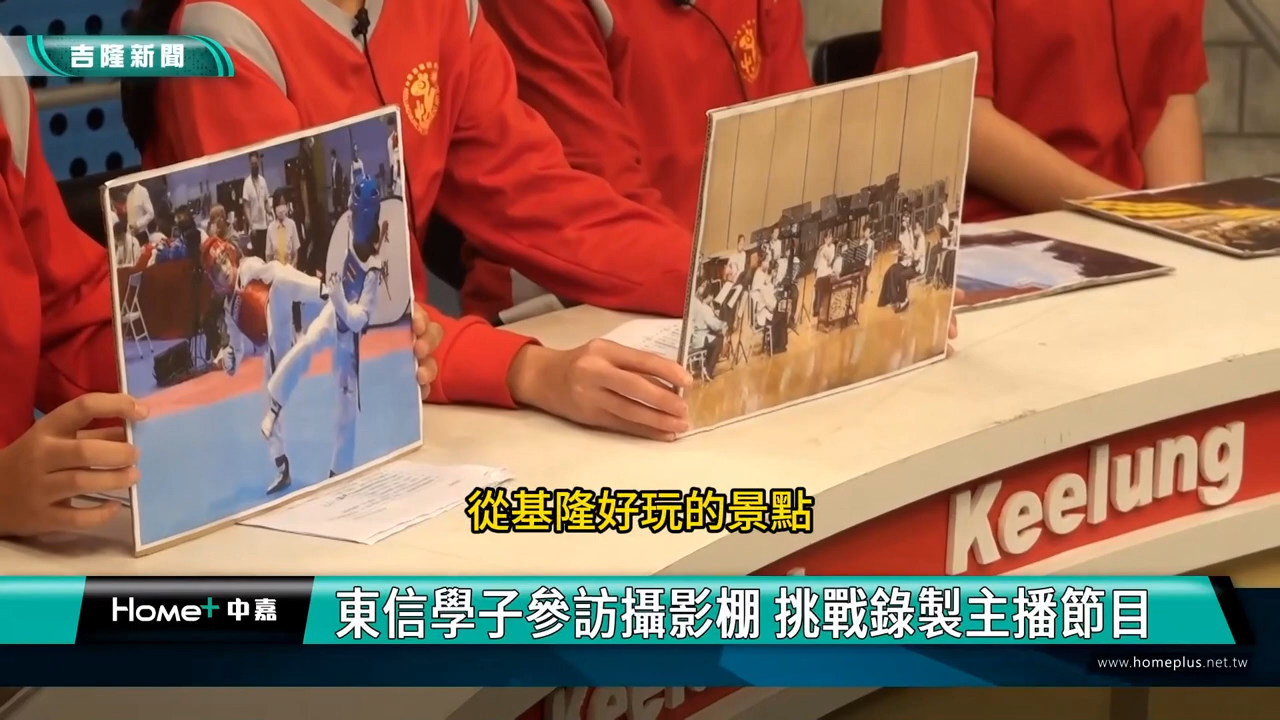 吉隆新聞
Keelung
從基隆好玩的景點
Home+ 中嘉
東信學子參訪攝影棚 挑戰錄製主播節目
www.homeplus.net.tw
Keelung